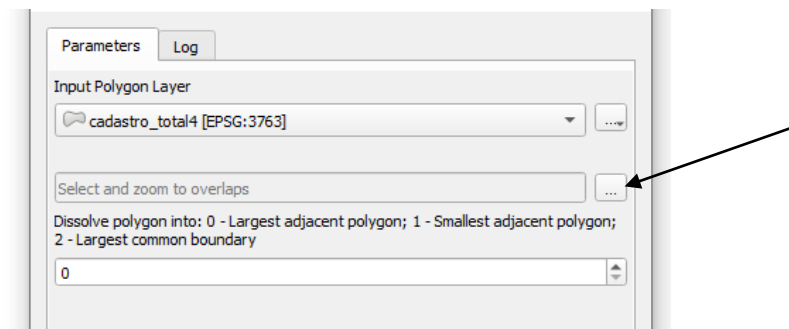 Parameters Log
Input Polygon Layer
cadastro_total4 [EPSG:3763]
...
Select and zoom to overlaps
...
Dissolve polygon into: 0 - Largest adjacent polygon; 1 - Smallest adjacent polygon;
2 - Largest common boundary
0